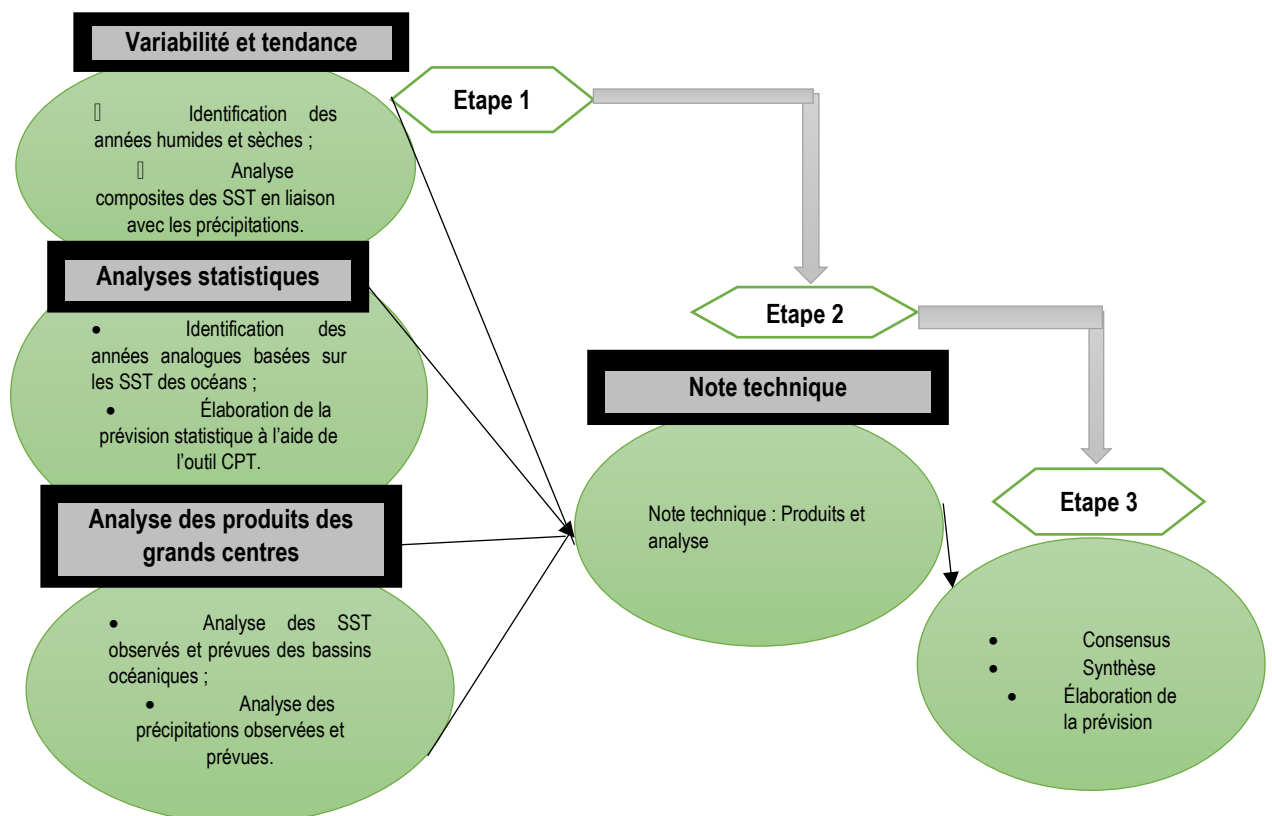 Variabilité et tendance
Identification des
années humides et sèches ;
Analyse
composites des SST en liaison
avec les précipitations.
Etape 1
Analyses statistiques
• Identification des
années analogues basées sur
les SST des océans ;
• Élaboration de la
prévision statistique à l’aide de
l’outil CPT.
Etape 2
Note technique
Note technique : Produits et
analyse
Analyse des produits des
grands centres
• Analyse des SST
observés et prévues des bassins
océaniques ;
• Analyse des
précipitations observées et
prévues.
Etape 3
• Consensus
• Synthèse
• Élaboration de
la prévision